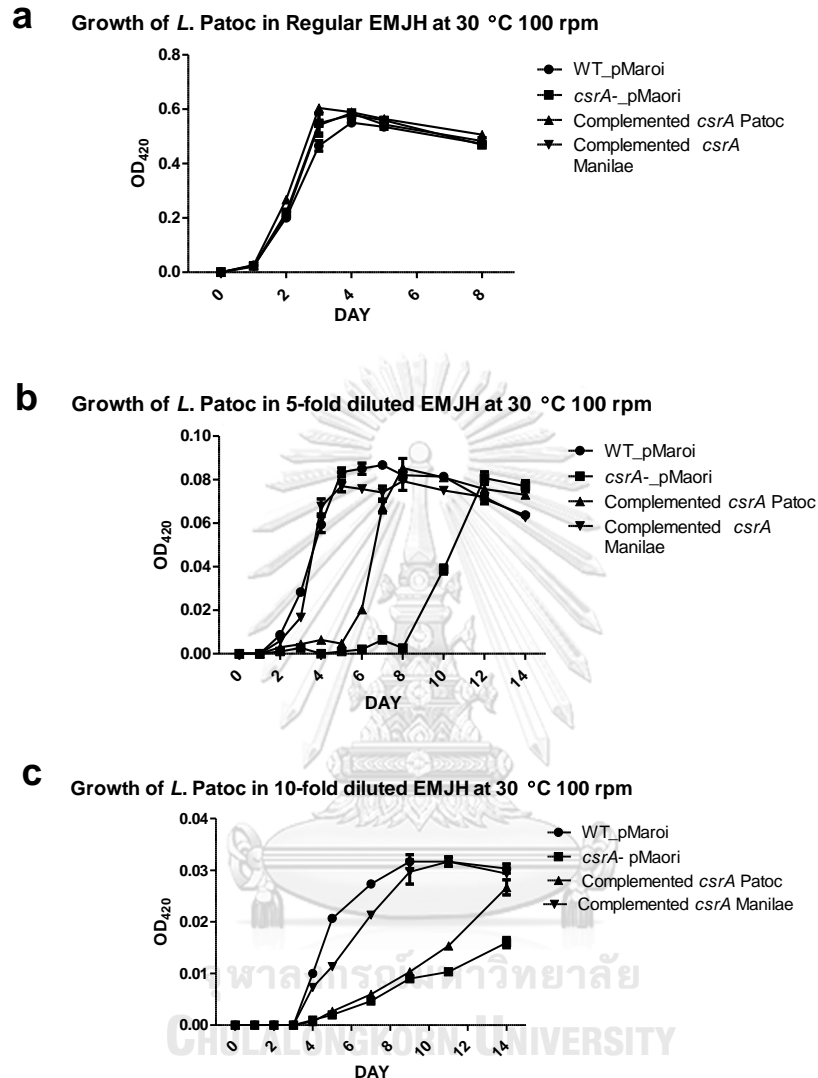 a Growth of L. Patoc in Regular EMJH at 30 °C 100 rpm
0.8
0.6
0.4
0.2
0.0
OD420
0 2 4 6 8
DAY
WT_pMaroi
csrA-_pMaori
Complemented csrA Patoc
Complemented csrA
Manilae
b Growth of L. Patoc in 5-fold diluted EMJH at 30 °C 100 rpm
0.10
0.08
0.06
0.04
0.02
0.00
OD420
0 2 4 6 8 10 12 14
DAY
WT_pMaroi
csrA-_pMaori
Complemented csrA Patoc
Complemented csrA
Manilae
c Growth of L. Patoc in 10-fold diluted EMJH at 30 °C 100 rpm
0.04
0.03
0.02
0.01
0.00
OD420
0 2 4 6 8 10 12 14
DAY
WT_pMaroi
csrA- pMaori
Complemented csrA Patoc
Complemented csrA Manilae
จุฬาลงกรณ์มหาวิทยาลัย
CHULALONGKORN UNIVERSITY